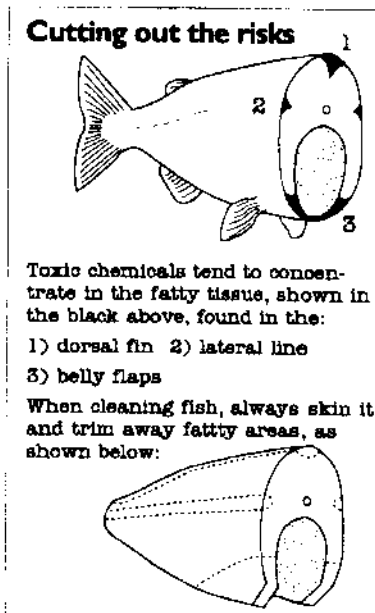 Cutting out the risks
1
2
3
Toxic chemicals tend to concen-
trate in the fatty tissue, shown in
the black above, found in the:
1) dorsal fin 2) lateral line
3) belly flaps
When cleaning fish, always skin it
and trim away fattty areas, as
shown below: